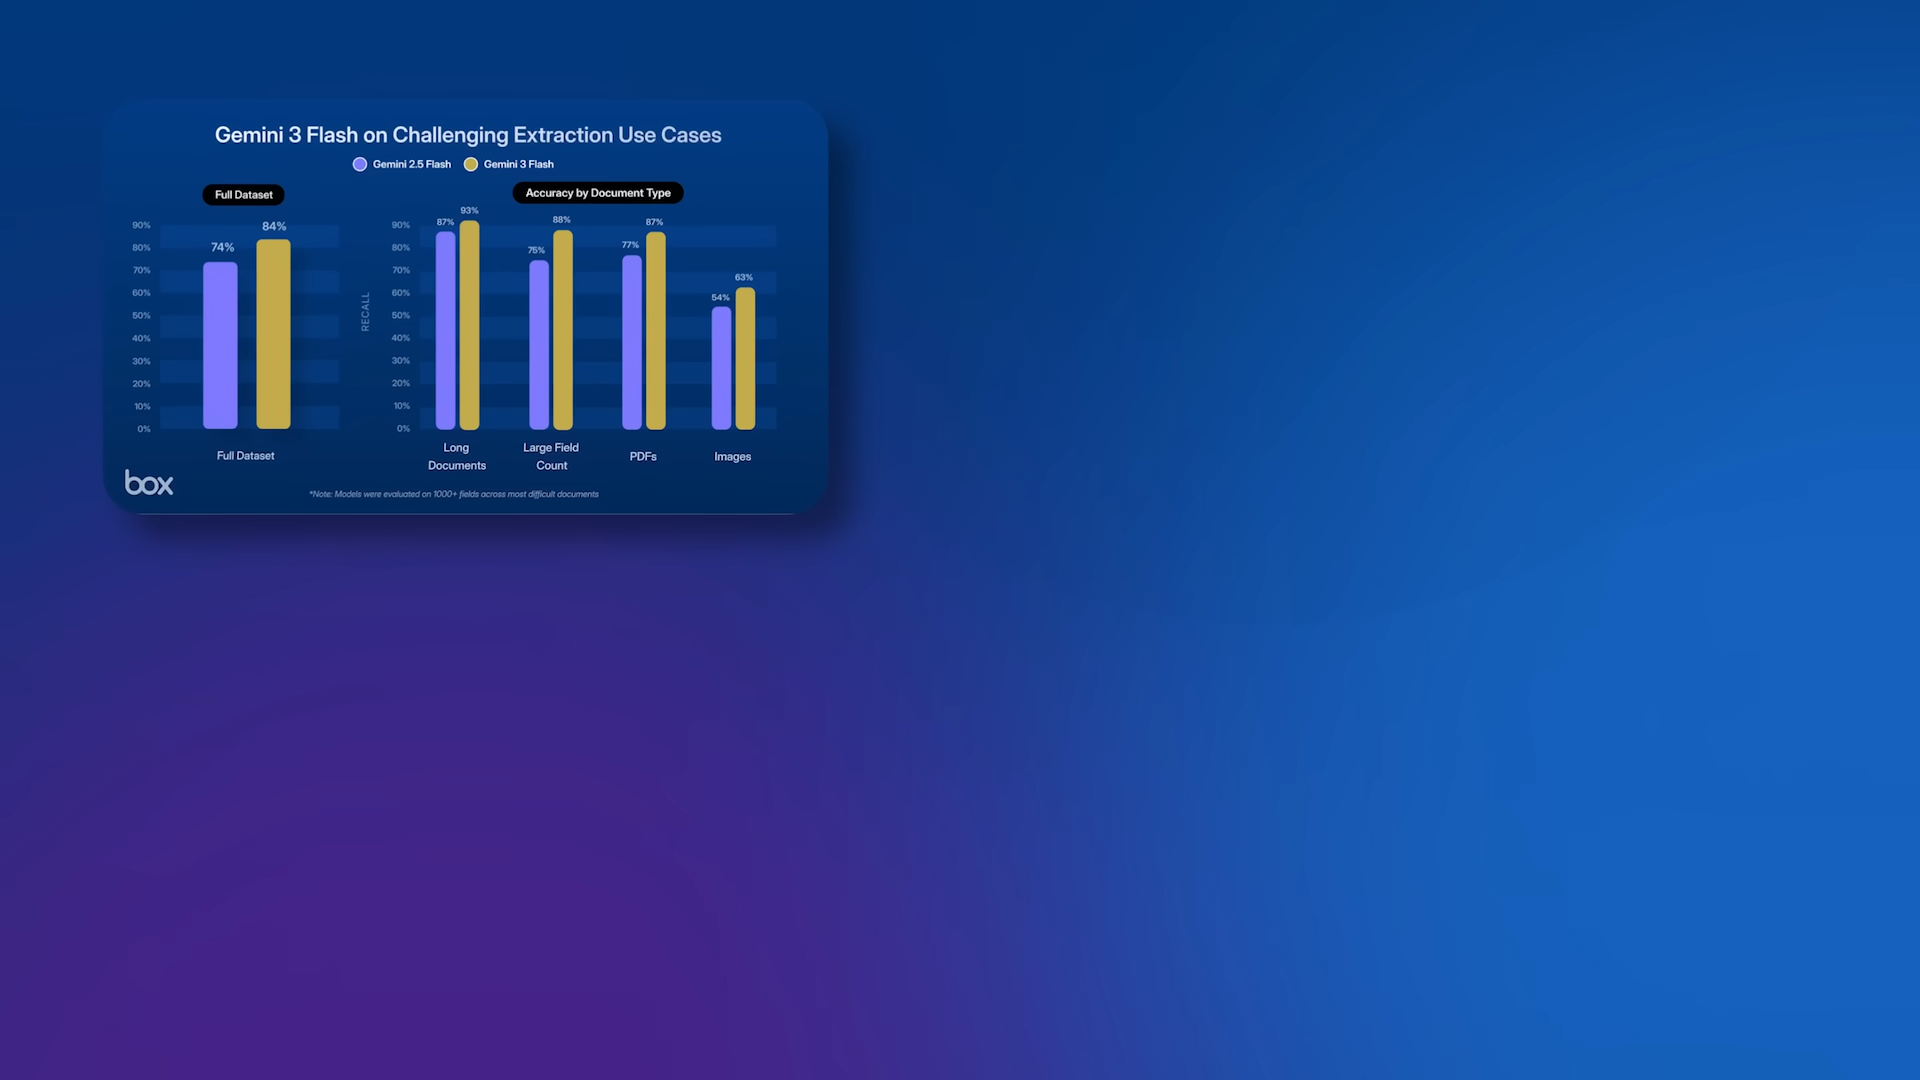 Gemini 3 Flash on Challenging Extraction Use Cases
Gemini 2.5 Flash
Gemini 3 Flash
Full Dataset
90%
80%
70%
60%
50%
40%
30%
20%
10%
0%
74%
84%
Full Dataset
Accuracy by Document Type
RECALL
90%
80%
70%
60%
50%
40%
30%
20%
10%
0%
87%
93%
75%
88%
77%
87%
54%
63%
Long
Documents
Large Field
Count
PDFs
Images
box
*Note: Models were evaluated on 1000+ fields across most difficult documents